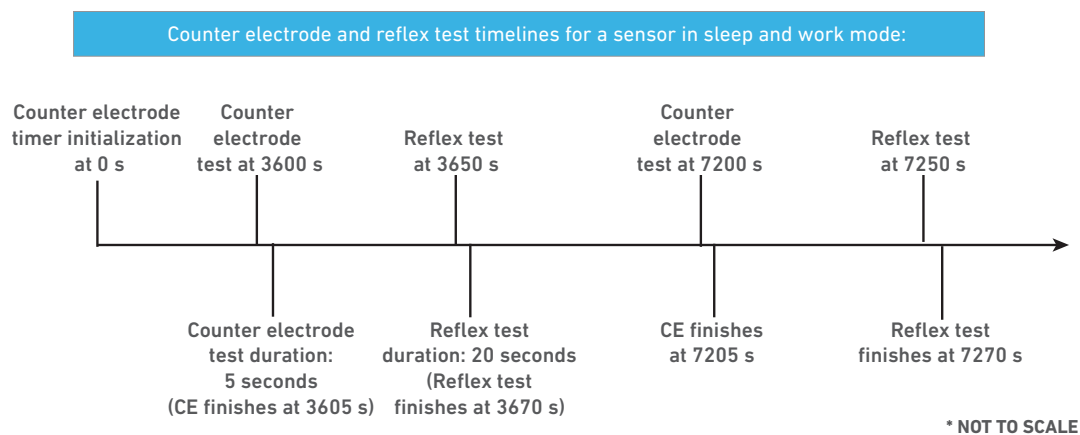 Counter electrode and reflex test timelines for a sensor in sleep and work mode:
Counter electrode
timer initialization
at 0 s
Counter
electrode
test at 3600 s
Reflex test
at 3650 s
Counter
electrode
test at 7200 s
Reflex test
at 7250 s
Counter electrode
test duration:
5 seconds
(CE finishes at 3605 s)
Reflex test
duration: 20 seconds
(Reflex test
finishes at 3670 s)
CE finishes
at 7205 s
Reflex test
finishes at 7270 s
* NOT TO SCALE